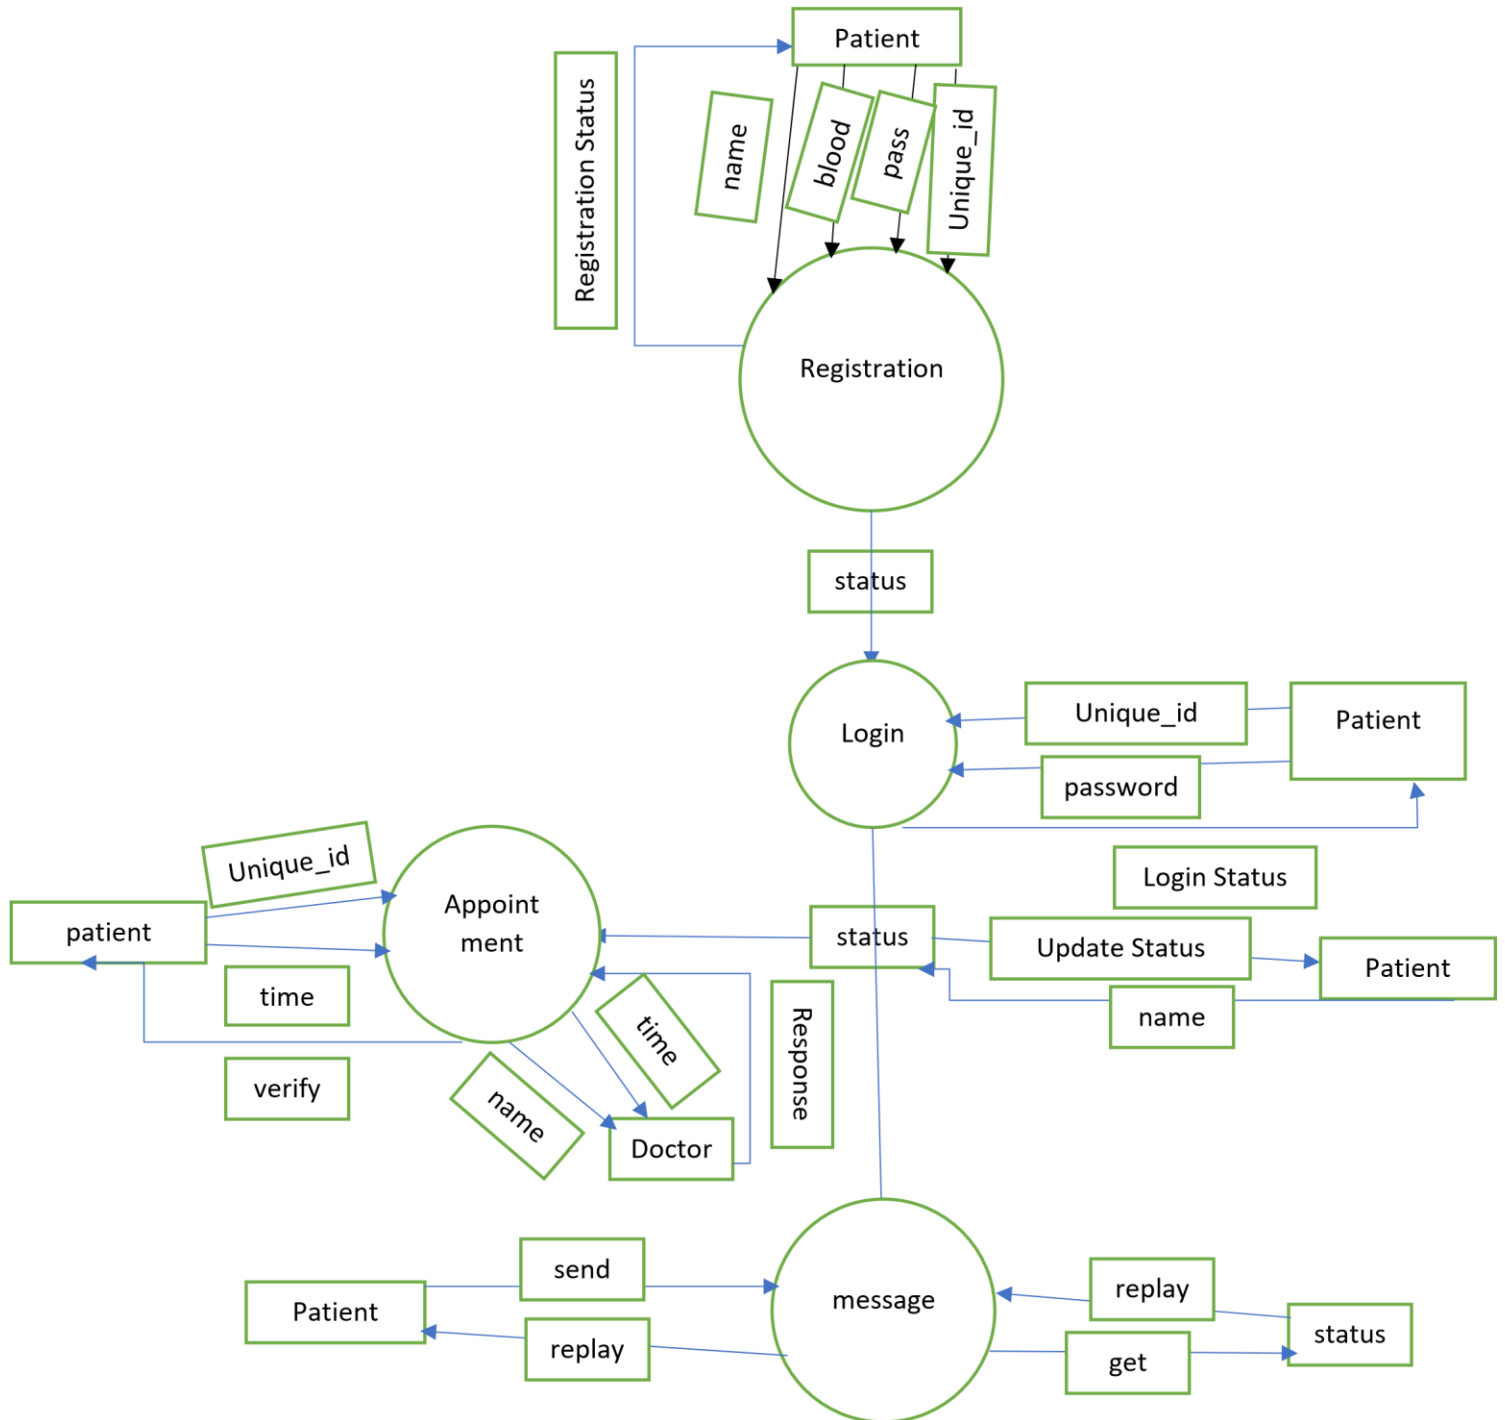 Patient
Registration Status
name
blood
pass
Unique_id
Registration
status
Login
Unique_id
Patient
password
Login Status
Unique_id
patient
time
verify
Appoint
ment
status
Update Status
Patient
name
time
name
Response
Doctor
send
Patient
replay
message
replay
status
get